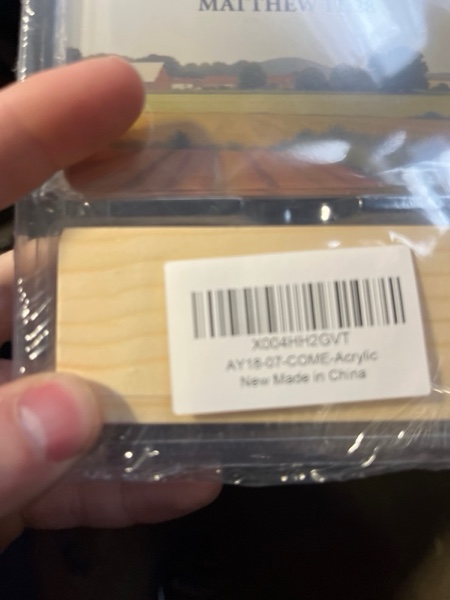 MATTHEW
X004HH2GVT
AY18-07-COME-Acrylic
New Made in China